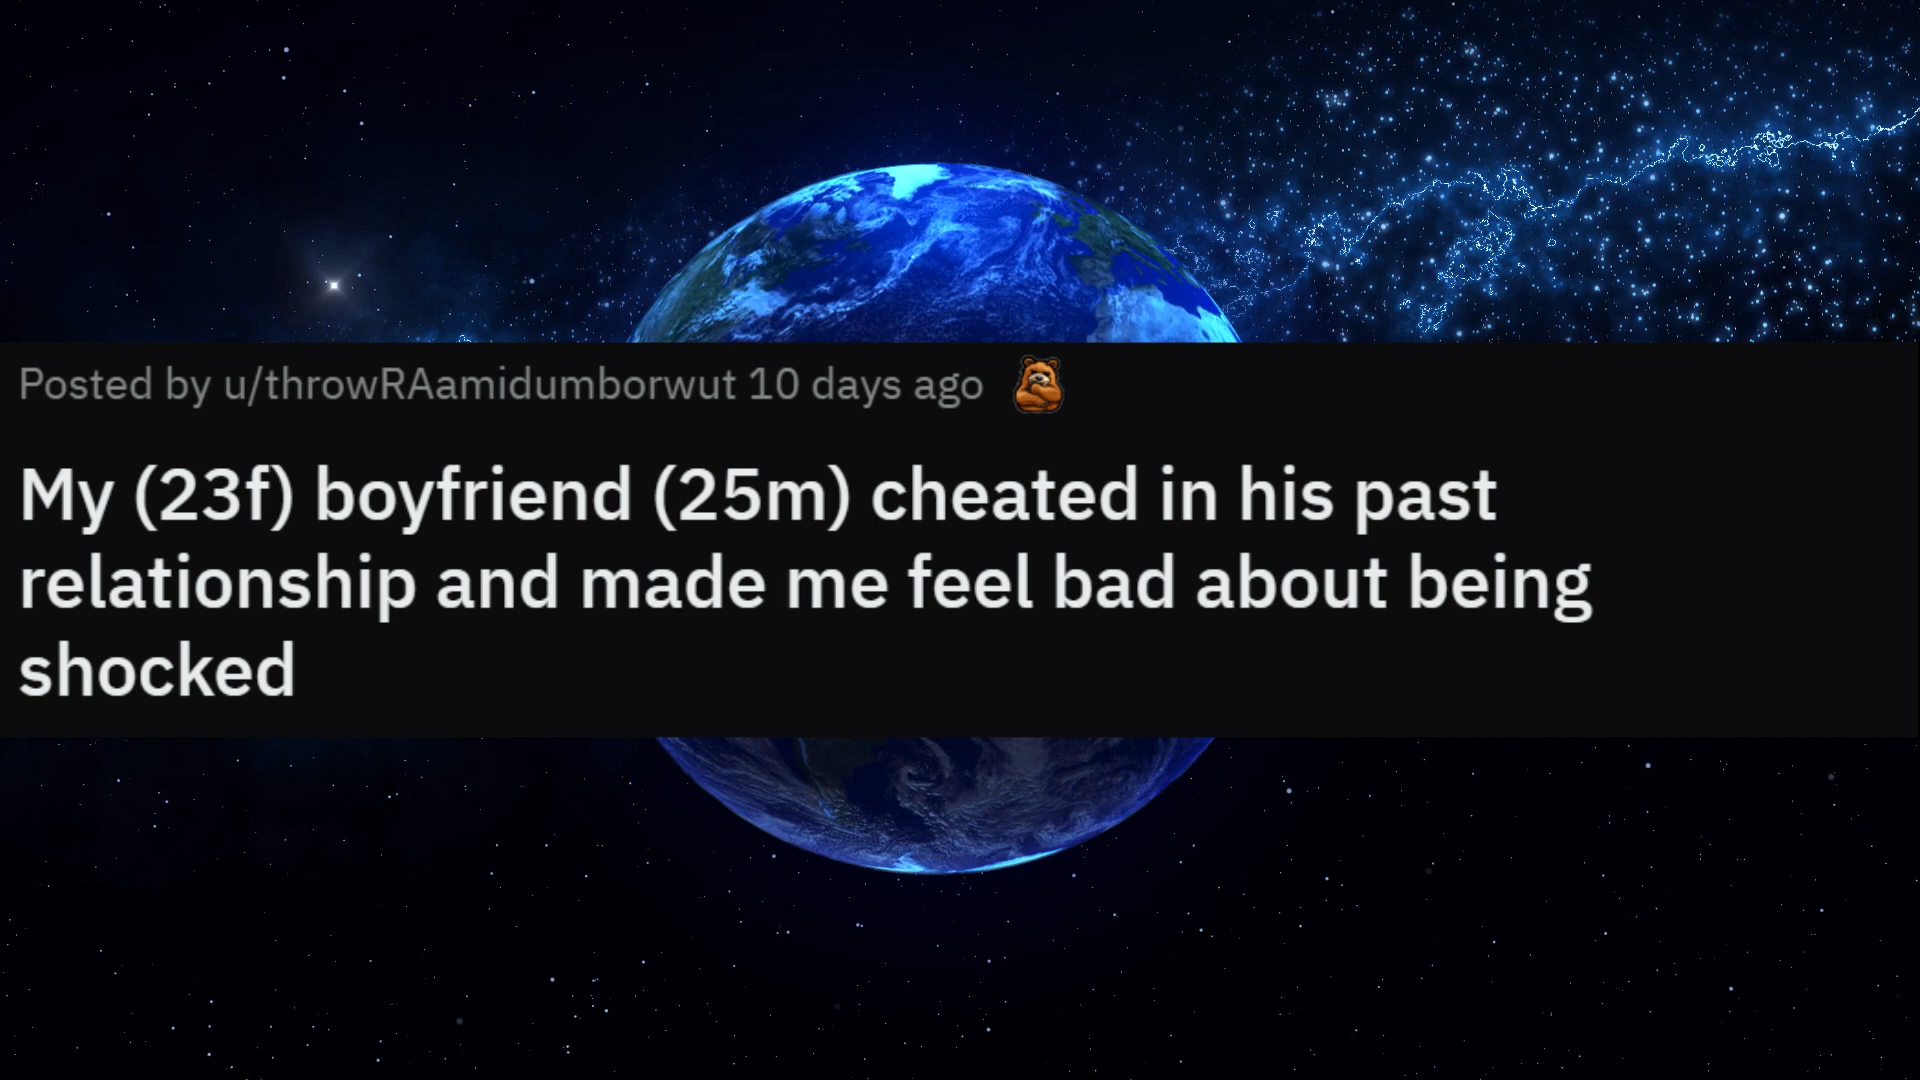 Posted by u/throwRAamidumborwut 10 days ago
My (23f) boyfriend (25m) cheated in his past
relationship and made me feel bad about being
shocked